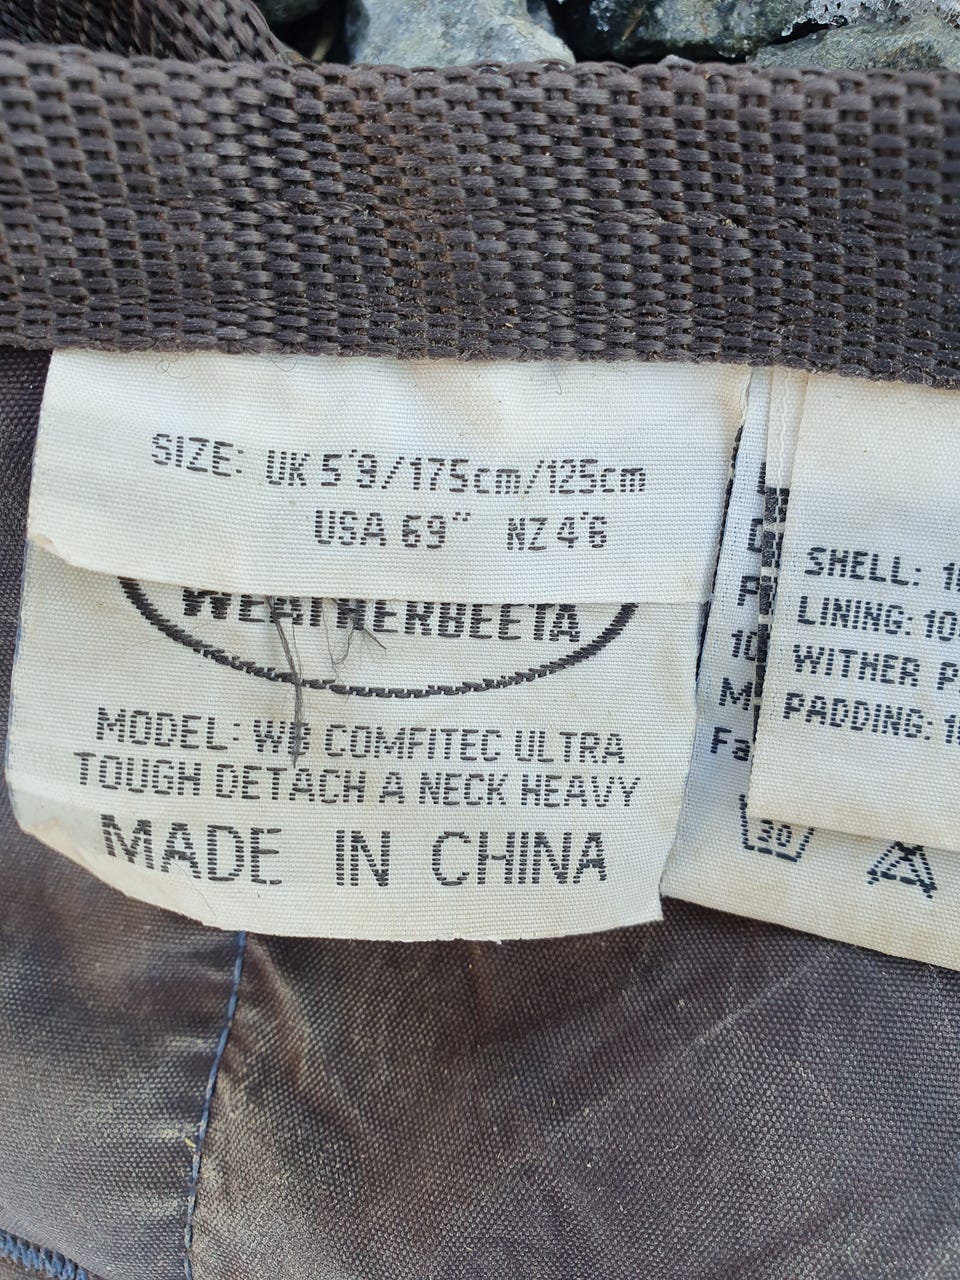 SIZE: UK 5'9/175cm/125cm
USA 69" NZ 4'6
WEATHERBEETA
MODEL: WB COMFITEC ULTRA
TOUGH DETACH A NECK HEAVY
MADE IN CHINA
SHELL:
LINING:
WITHER
PADDING:
30